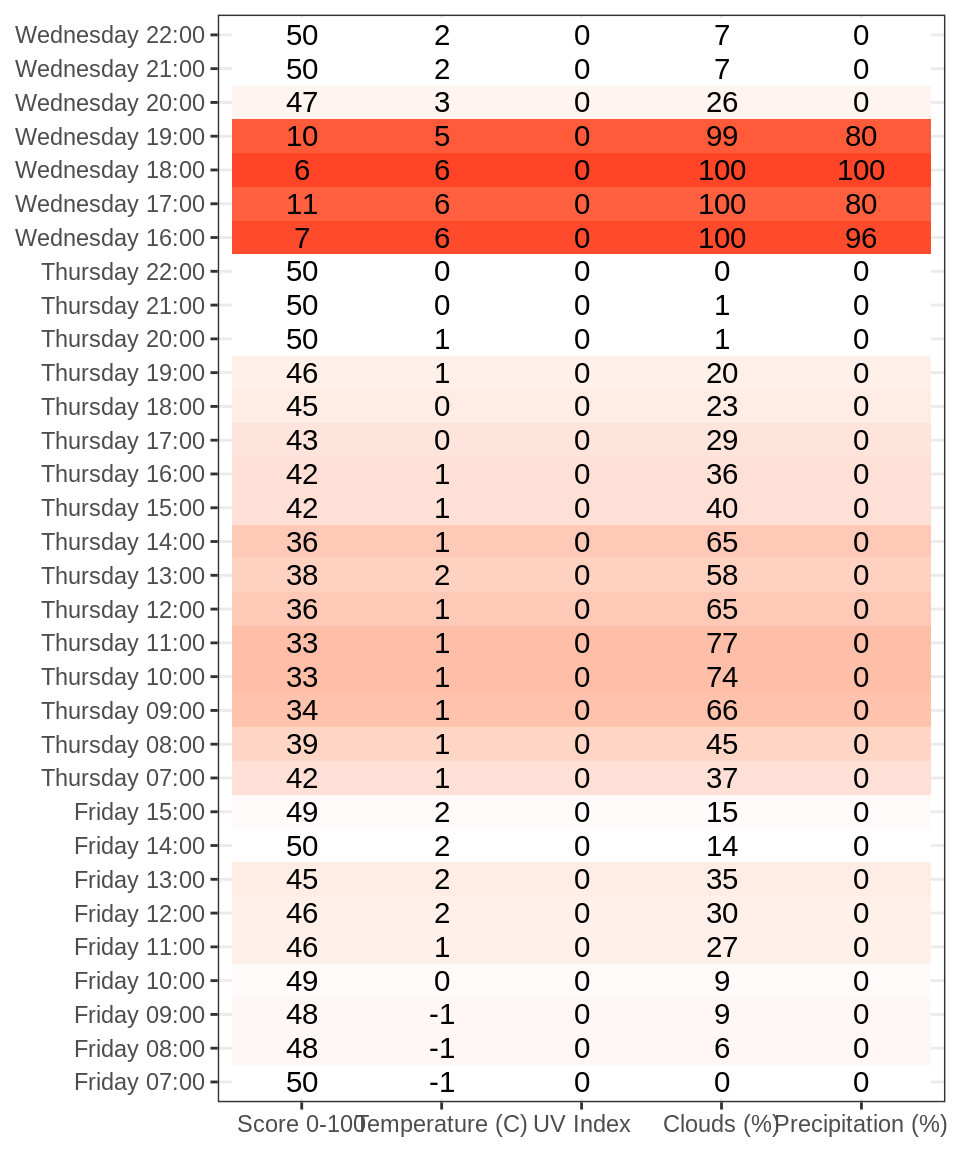 Wednesday 22:00 50 2 0 7 0
Wednesday 21:00 50 2 0 7 0
Wednesday 20:00 47 3 0 26 0
Wednesday 19:00 10 5 0 99 80
Wednesday 18:00 6 6 0 100 100
Wednesday 17:00 11 6 0 100 80
Wednesday 16:00 7 6 0 100 96
Thursday 22:00 50 0 0 0 0
Thursday 21:00 50 0 0 1 0
Thursday 20:00 50 1 0 1 0
Thursday 19:00 46 1 0 20 0
Thursday 18:00 45 0 0 23 0
Thursday 17:00 43 0 0 29 0
Thursday 16:00 42 1 0 36 0
Thursday 15:00 42 1 0 40 0
Thursday 14:00 36 1 0 65 0
Thursday 13:00 38 2 0 58 0
Thursday 12:00 36 1 0 65 0
Thursday 11:00 33 1 0 77 0
Thursday 10:00 33 1 0 74 0
Thursday 09:00 34 1 0 66 0
Thursday 08:00 39 1 0 45 0
Thursday 07:00 42 1 0 37 0
Friday 15:00 49 2 0 15 0
Friday 14:00 50 2 0 14 0
Friday 13:00 45 2 0 35 0
Friday 12:00 46 2 0 30 0
Friday 11:00 46 1 0 27 0
Friday 10:00 49 0 0 9 0
Friday 09:00 48 -1 0 9 0
Friday 08:00 48 -1 0 6 0
Friday 07:00 50 -1 0 0 0
Score 0-100 Temperature (C) UV Index Clouds (%) Precipitation (%)